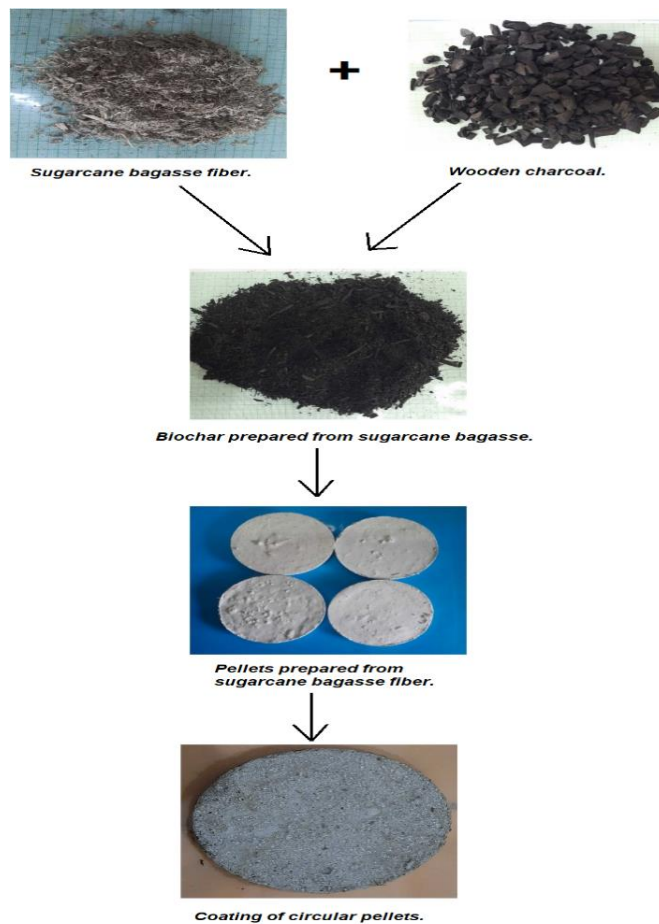 +
Sugarcane bagasse fiber.
Wooden charcoal.
Biochar prepared from sugarcane bagasse.
Pellets prepared from
sugarcane bagasse fiber.
Coating of circular pellets.